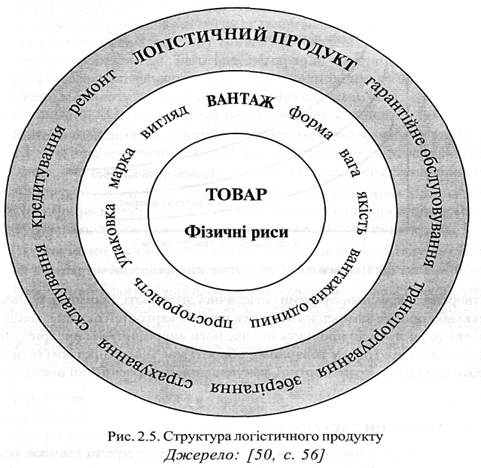 ЛОГІСТИЧНИЙ ПРОДУКТ
гарантійне обслуговування
транспортування
зберігання
страхування
складування
кредитування
ремонт
ВАНТАЖ
форма
вага
якість
вантажна одиниц
просторовість
упаковка
марка
вигляд
ТОВАР
Фізичні риси
Рис. 2.5. Структура логістичного продукту
Джерело: [50, с. 56]